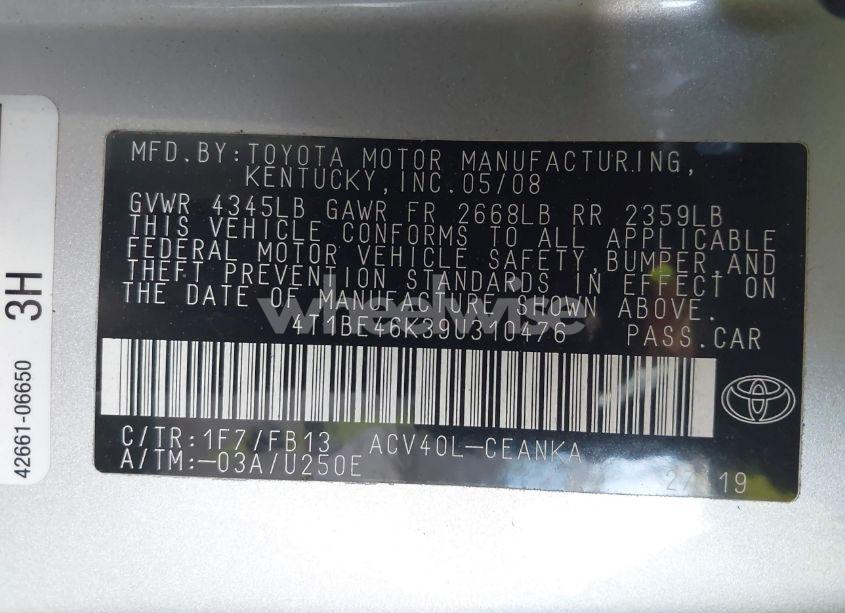 MFD.BY:TOYOTA MOTOR MANUFACTURING,
KENTUCKY,INC.05/08
GVWR 4345LB GAWR FR 2668LB RR 2359LB
THIS VEHICLE CONFORMS TO ALL APPLICABLE
FEDERAL MOTOR VEHICLE SAFETY,BUMPER,AND
THEFT PREVENTION STANDARDS IN EFFECT ON
THE DATE OF MANUFACTURE SHOWN ABOVE.
wheelwise
4T1BE46K39U310476 PASS.CAR
C/TR:1F7/FB13 ACV40L-CEANKA
A/TM:-03A/U250E
42661-06650 3H